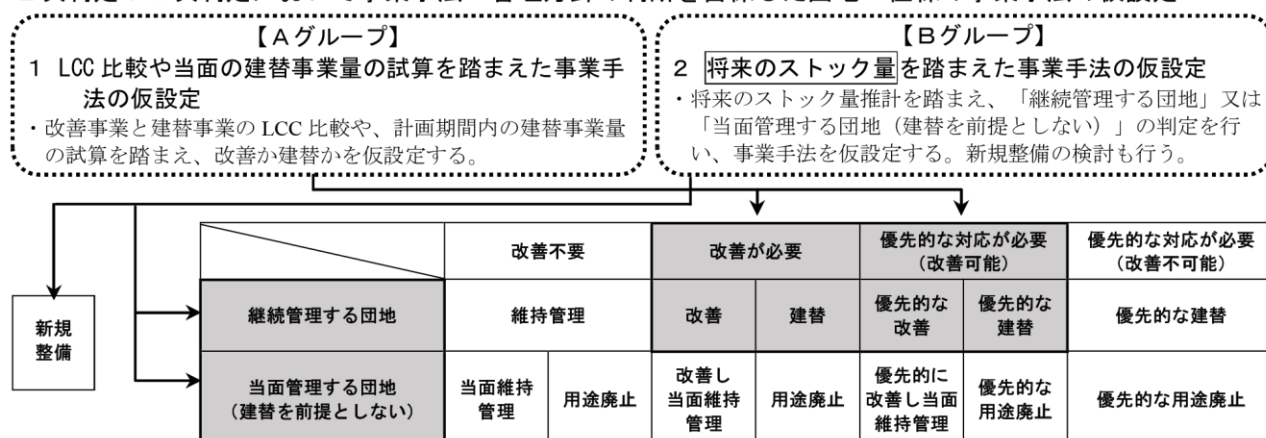 【Aグループ】
1 LCC 比較や当面の建替事業量の試算を踏まえた事業手
法の仮設定
・改善事業と建替事業の LCC 比較や、計画期間内の建替事業量
の試算を踏まえ、改善か建替かを仮設定する。
【Bグループ】
2 将来のストック量を踏まえた事業手法の仮設定
・将来のストック量推計を踏まえ、「継続管理する団地」又は
「当面管理する団地（建替を前提としない）」の判定を行
い、事業手法を仮設定する。新規整備の検討も行う。
改善不要
改善が必要
優先的な対応が必要
（改善可能）
優先的な対応が必要
（改善不可能）
新規
整備
継続管理する団地
維持管理
改善
建替
優先的な
改善
優先的な
建替
優先的な建替
当面管理する団地
（建替を前提としない）
当面維持
管理
用途廃止
改善し
当面維持
管理
用途廃止
優先的に
改善し当面
維持管理
優先的な
用途廃止
優先的な用途廃止